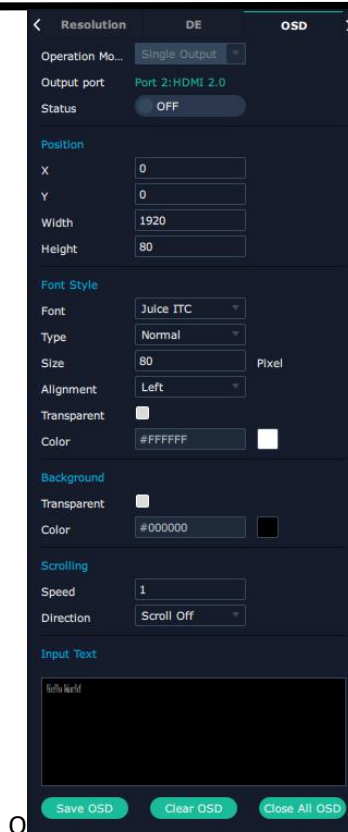 Resolution DE OSD
Operation Mo... Single Output
Output port Port 2:HDMI 2.0
Status OFF
Position
X 0
Y 0
Width 1920
Height 80
Font Style
Font Juice ITC
Type Normal
Size 80 Pixel
Alignment Left
Transparent
Color #FFFFFF
Background
Transparent
Color #000000
Scrolling
Speed 1
Direction Scroll Off
Input Text
Hello World
Save OSD Clear OSD Close All OSD
O